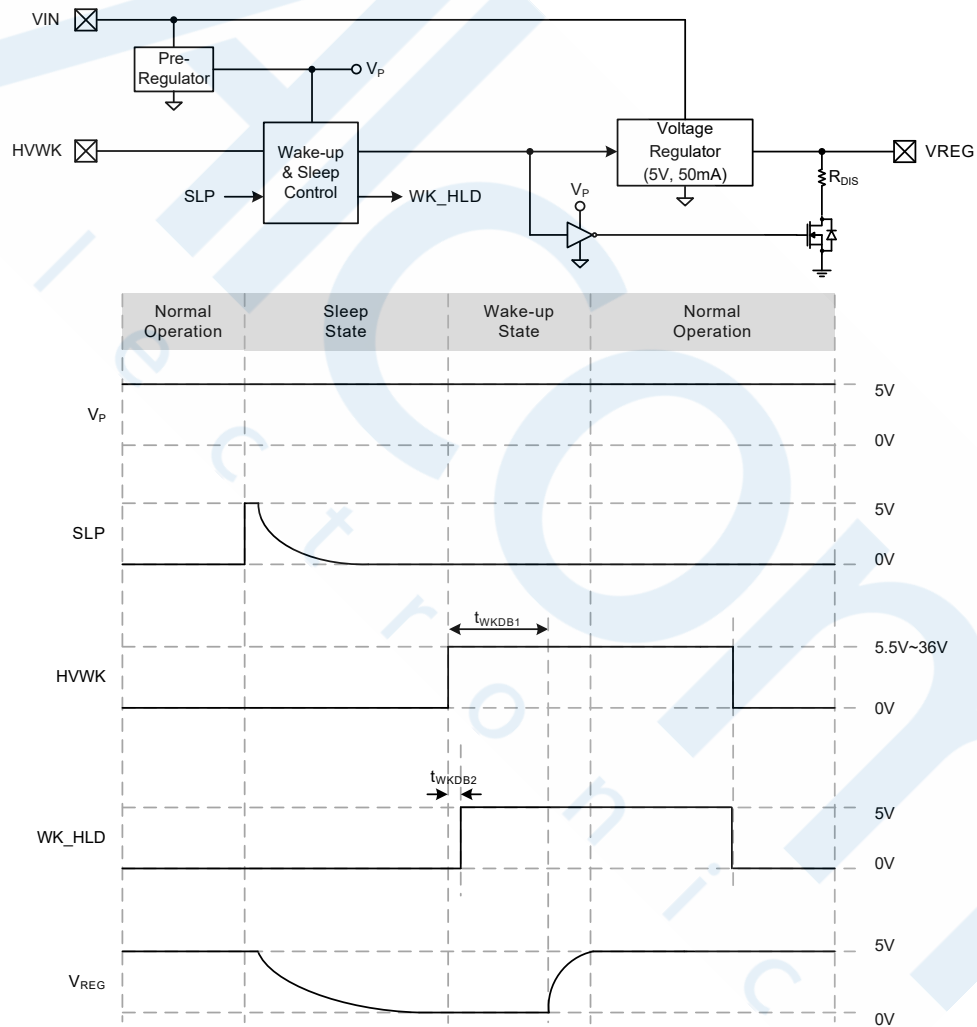 VIN
Pre-
Regulator
VP
HVWK
Wake-up
& Sleep
Control
SLP
WK_HLD
VP
Voltage
Regulator
(5V, 50mA)
VREG
RDIS
Normal
Operation
Sleep
State
Wake-up
State
Normal
Operation
VP
5V
0V
SLP
5V
0V
tWKDB1
HVWK
5.5V~36V
0V
tWKDB2
WK_HLD
5V
0V
VREG
5V
0V